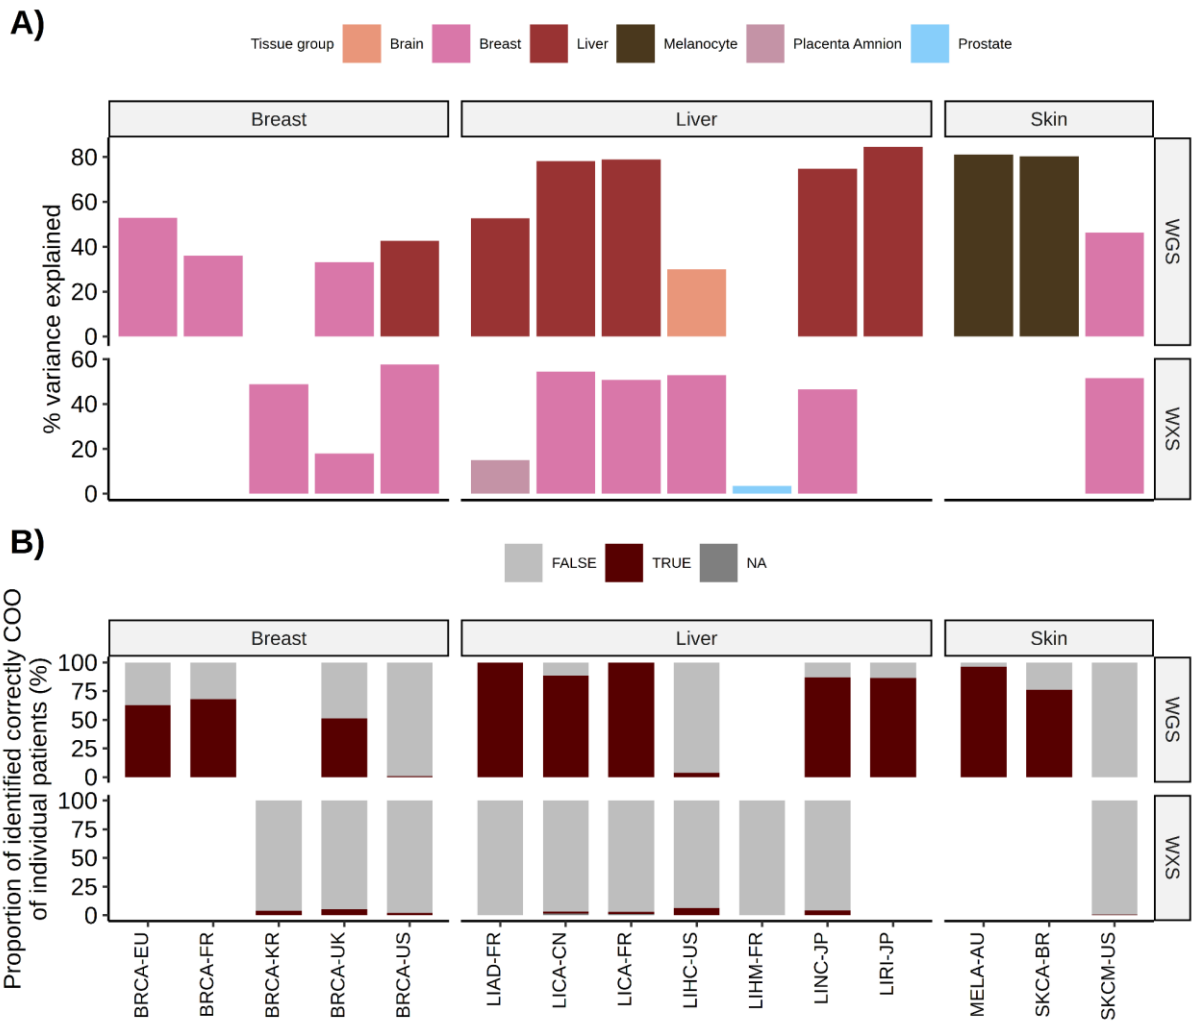 A)
Tissue group Brain Breast Liver Melanocyte Placenta Amnion Prostate
Breast Liver Skin
% variance explained
80
60
40
20
0
WGS
60
40
20
0
WXS
B)
FALSE TRUE NA
Breast Liver Skin
Proportion of identified correctly COO
of individual patients (%)
100
75
50
25
0
WGS
100
75
50
25
0
WXS
BRCA-EU
BRCA-FR
BRCA-KR
BRCA-UK
BRCA-US
LIAD-FR
LICA-CN
LICA-FR
LIHC-US
LIHM-FR
LINC-JP
LIRI-JP
MELA-AU
SKCA-BR
SKCM-US